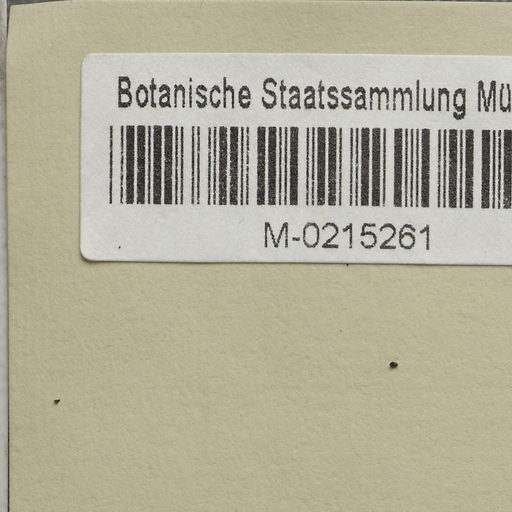 Botanische Staatssammlung Mü
M-0215261